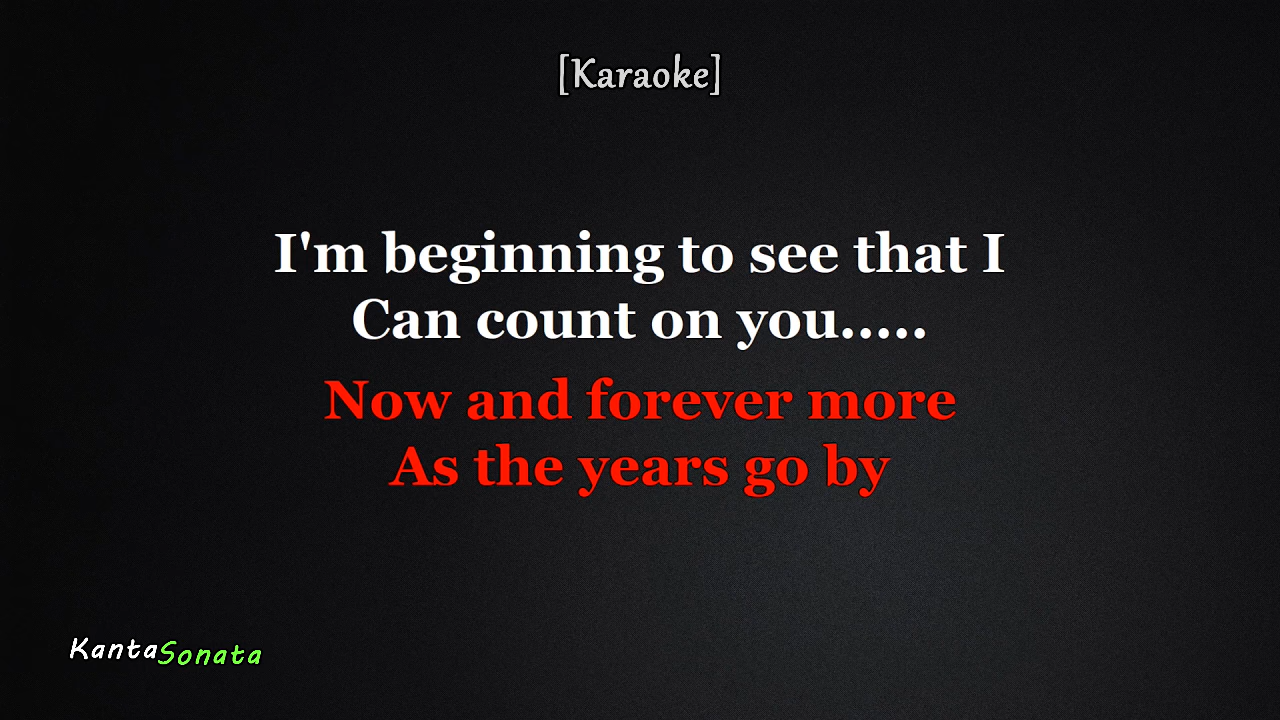 [Karaoke]
I'm beginning to see that I
Can count on you.....
Now and forever more
As the years go by
KantaSonata